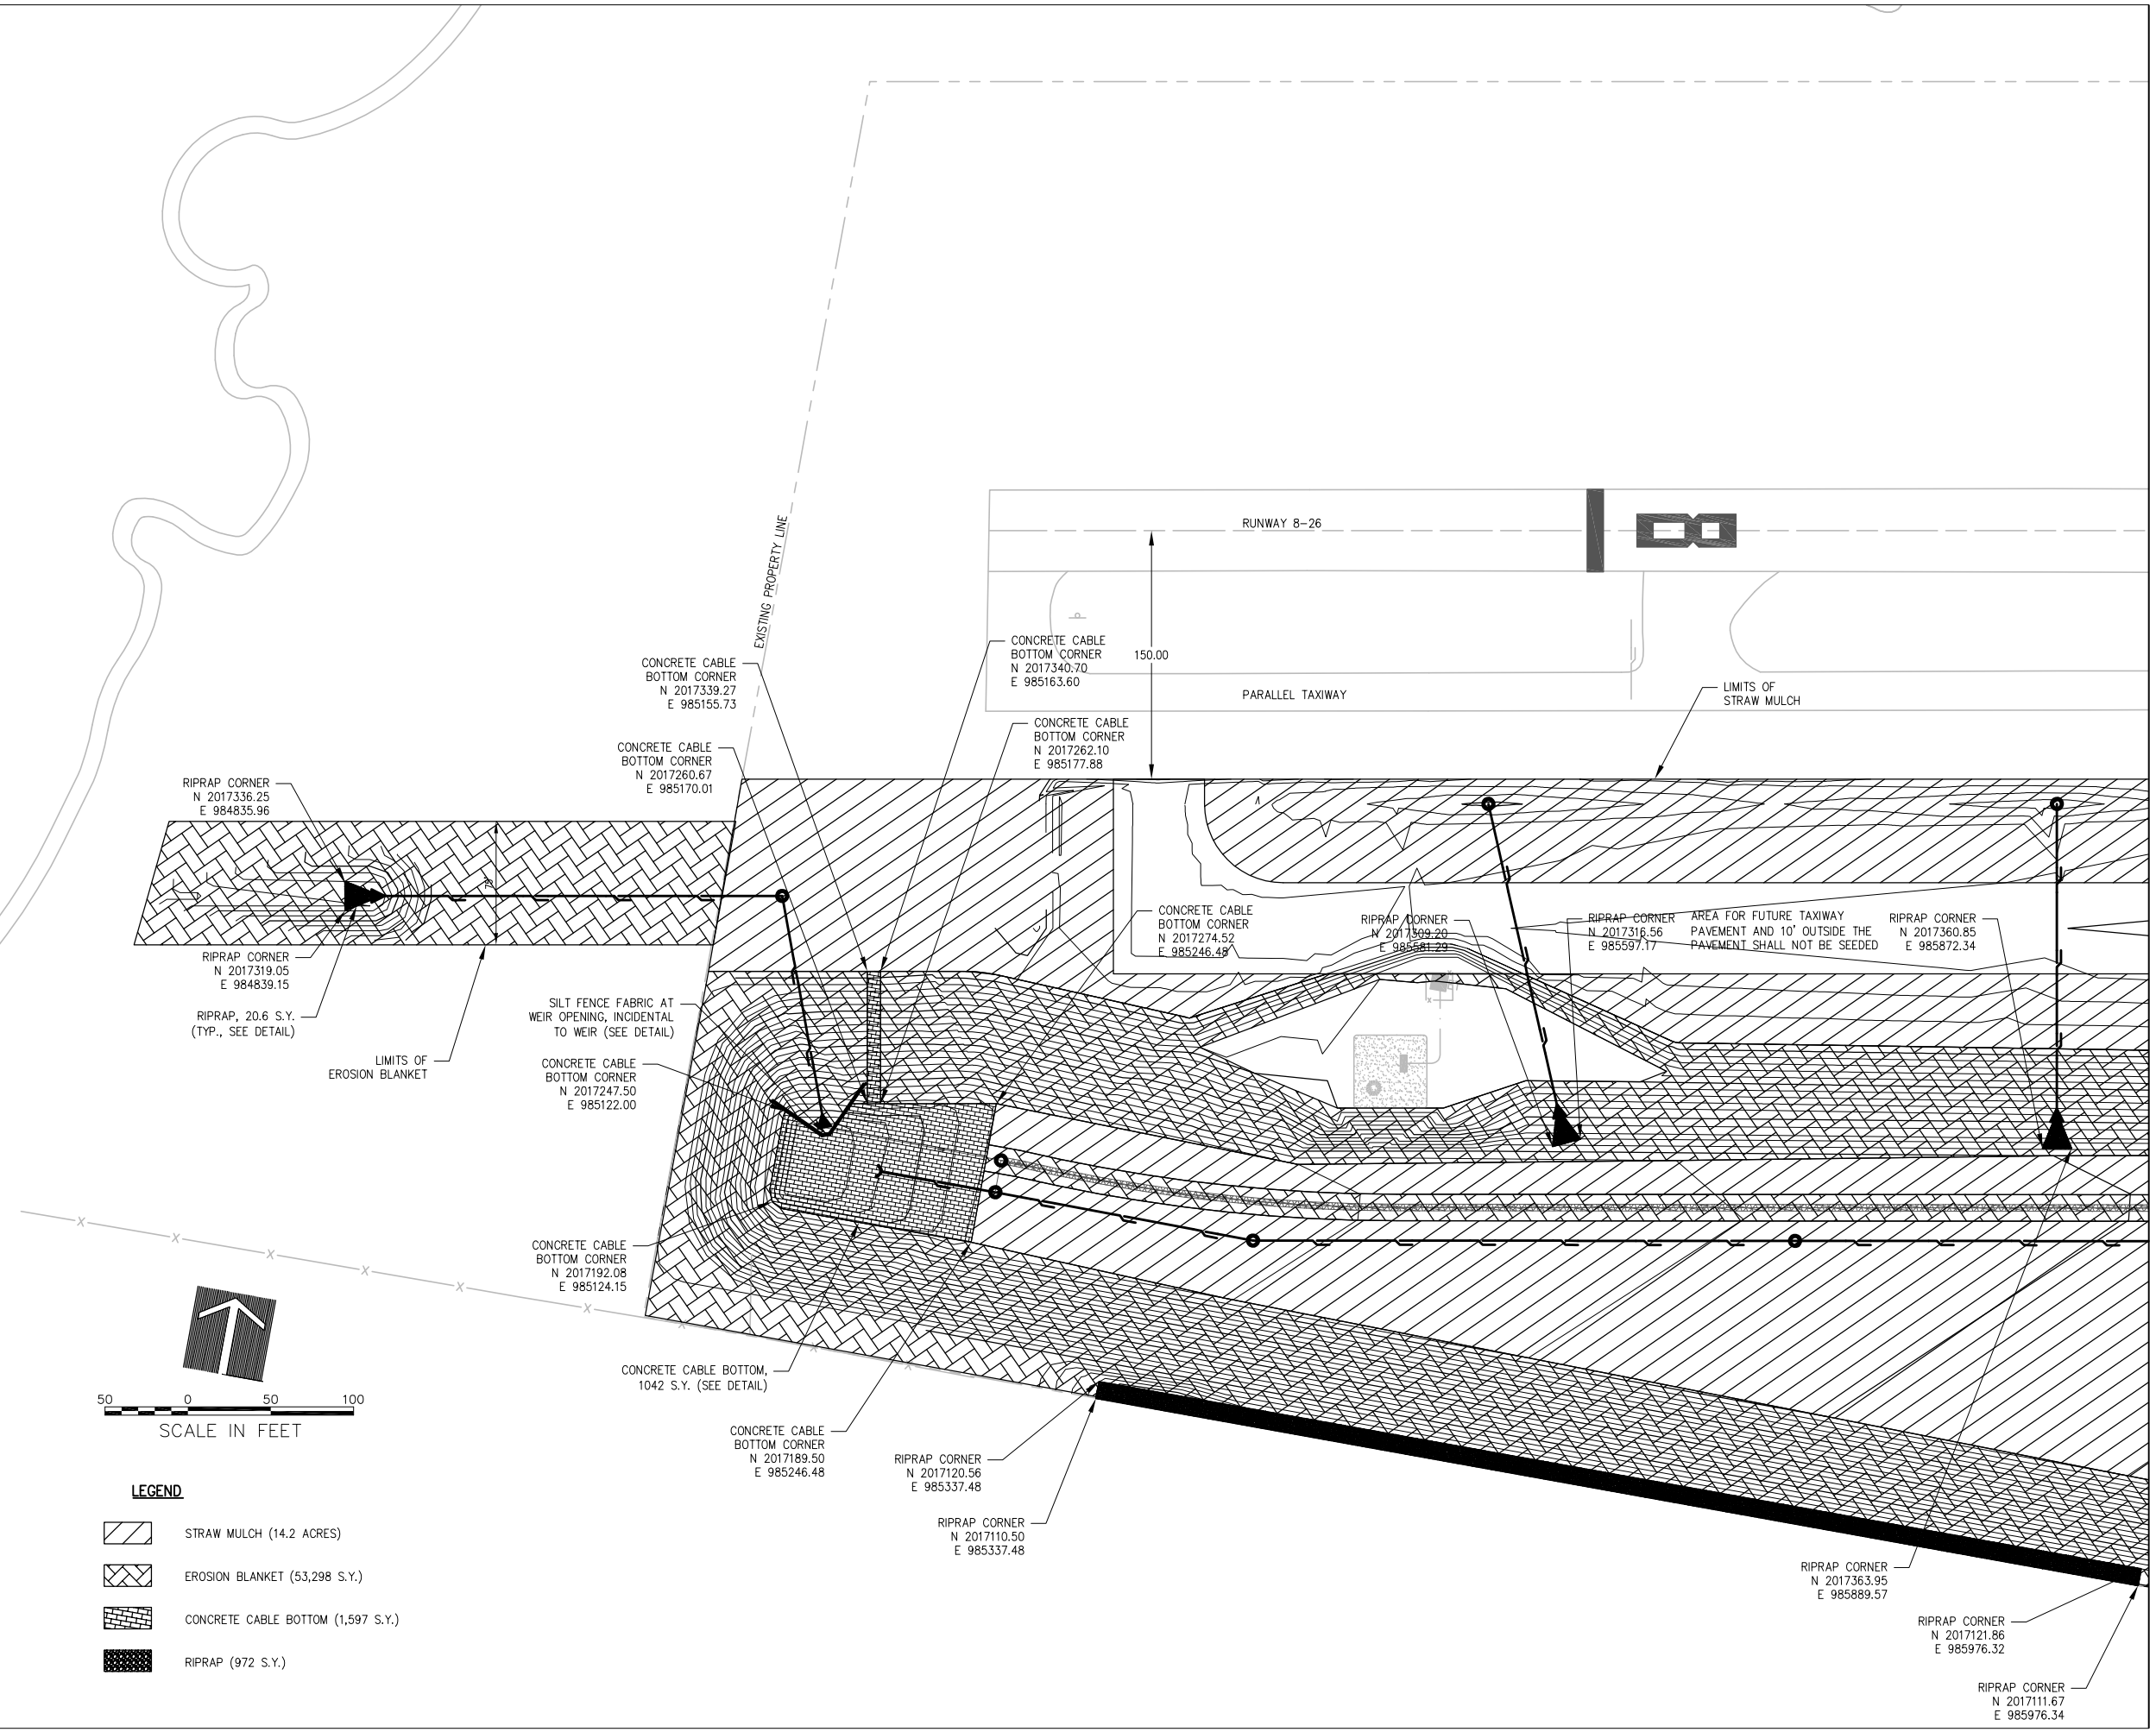 RUNWAY 8-26
EXISTING PROPERTY LINE
CONCRETE CABLE
BOTTOM CORNER
N 2017340.70
E 985163.60
150.00
CONCRETE CABLE
BOTTOM CORNER
N 2017339.27
E 985155.73
PARALLEL TAXIWAY
LIMITS OF
STRAW MULCH
CONCRETE CABLE
BOTTOM CORNER
N 2017262.10
E 985177.88
CONCRETE CABLE
BOTTOM CORNER
N 2017260.67
E 985170.01
RIPRAP CORNER
N 2017336.25
E 984835.96
75'
CONCRETE CABLE
BOTTOM CORNER
N 2017274.52
E 985246.48
RIPRAP CORNER
N 2017309.20
E 985581.29
RIPRAP CORNER
N 2017316.56
E 985597.17
AREA FOR FUTURE TAXIWAY
PAVEMENT AND 10' OUTSIDE THE
PAVEMENT SHALL NOT BE SEEDED
RIPRAP CORNER
N 2017360.85
E 985872.34
RIPRAP CORNER
N 2017319.05
E 984839.15
SILT FENCE FABRIC AT
WEIR OPENING, INCIDENTAL
TO WEIR (SEE DETAIL)
RIPRAP, 20.6 S.Y.
(TYP., SEE DETAIL)
LIMITS OF
EROSION BLANKET
CONCRETE CABLE
BOTTOM CORNER
N 2017247.50
E 985122.00
X X X X X X
CONCRETE CABLE
BOTTOM CORNER
N 2017192.08
E 985124.15
CONCRETE CABLE BOTTOM,
1042 S.Y. (SEE DETAIL)
50 0 50 100
SCALE IN FEET
CONCRETE CABLE
BOTTOM CORNER
N 2017189.50
E 985246.48
RIPRAP CORNER
N 2017120.56
E 985337.48
RIPRAP CORNER
N 2017110.50
E 985337.48
RIPRAP CORNER
N 2017363.95
E 985889.57
RIPRAP CORNER
N 2017121.86
E 985976.32
RIPRAP CORNER
N 2017111.67
E 985976.34
LEGEND
STRAW MULCH (14.2 ACRES)
EROSION BLANKET (53,298 S.Y.)
CONCRETE CABLE BOTTOM (1,597 S.Y.)
RIPRAP (972 S.Y.)